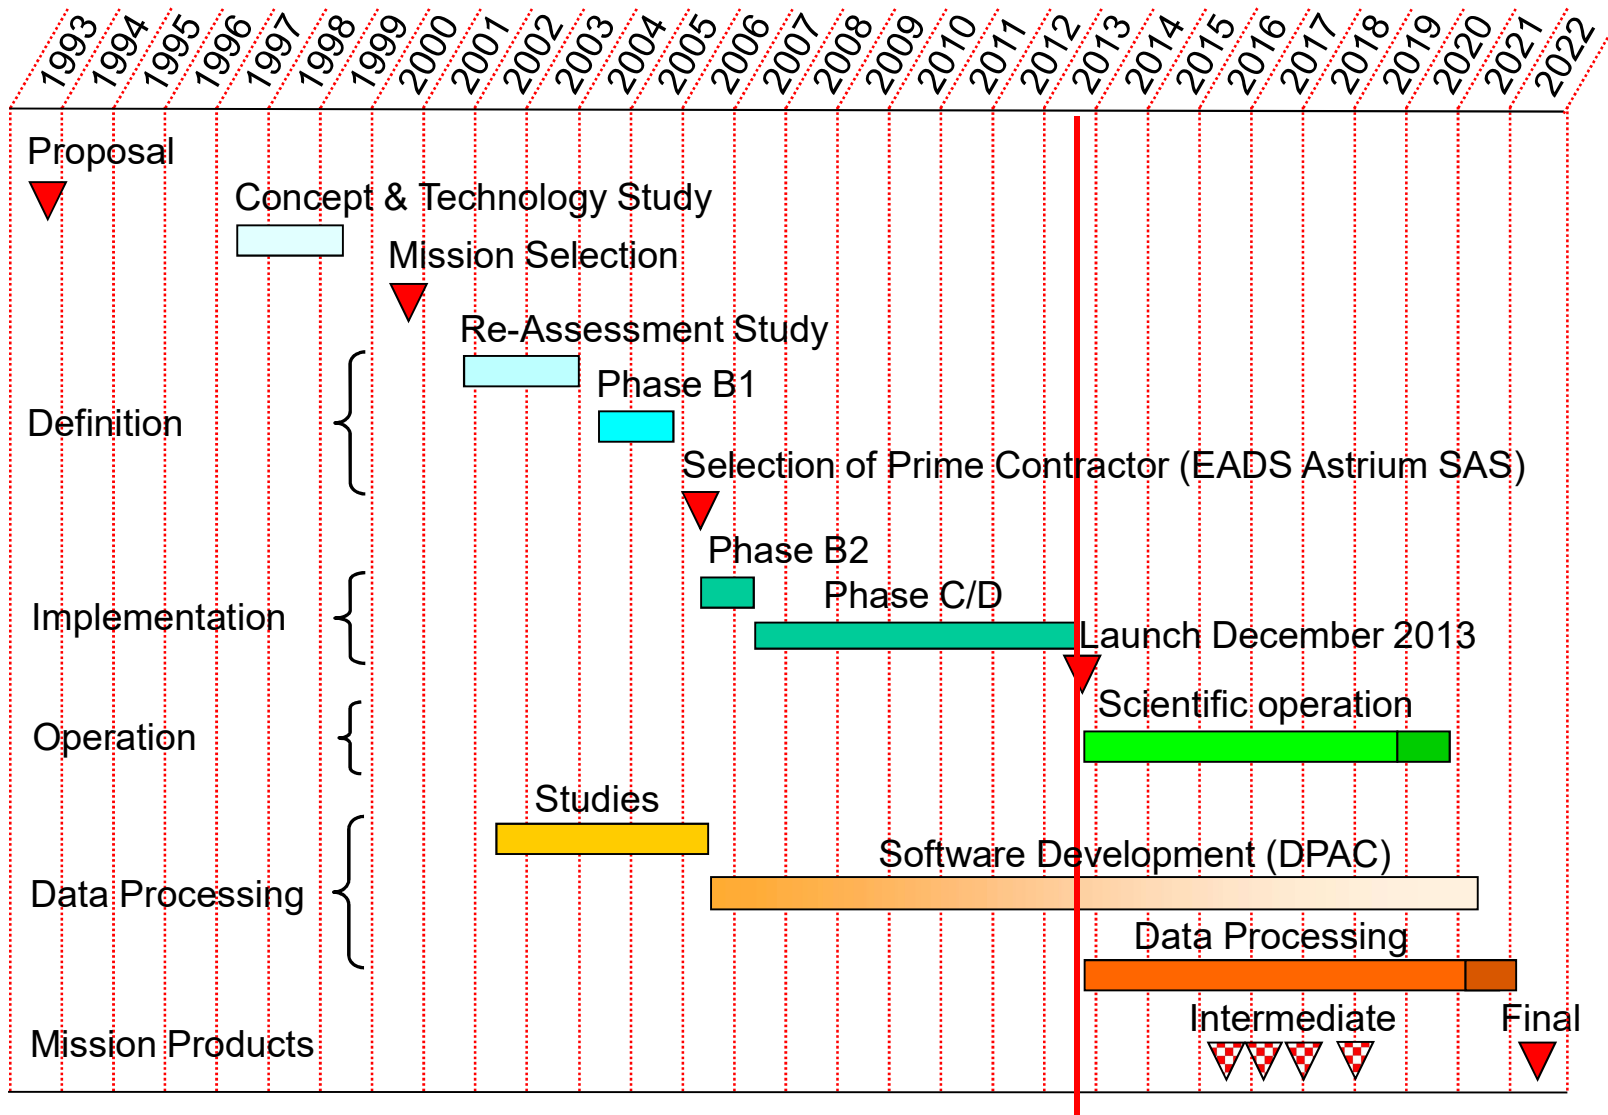 1993
1994
1995
1996
1997
1998
1999
2000
2001
2002
2003
2004
2005
2006
2007
2008
2009
2010
2011
2012
2013
2014
2015
2016
2017
2018
2019
2020
2021
2022
Proposal
Concept & Technology Study
Mission Selection
Re-Assessment Study
Phase B1
Definition
Selection of Prime Contractor (EADS Astrium SAS)
Phase B2
Phase C/D
Implementation
Launch December 2013
Scientific operation
Operation
Studies
Software Development (DPAC)
Data Processing
Data Processing
Intermediate
Final
Mission Products